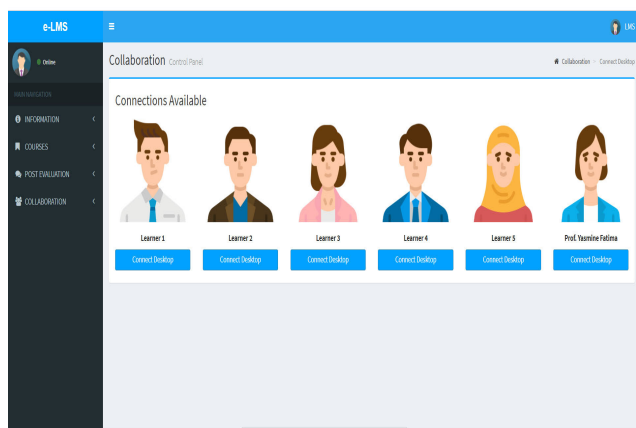 e-LMS
LMS
Online
Collaboration Control Panel
Collaboration > Connect Desktop
MAIN NAVIGATION
Connections Available
INFORMATION
COURSES
POST EVALUATION
COLLABORATION
Learner 1 Learner 2 Learner 3 Learner 4 Learner 5 Prof. Yasmine Fatima
Connect Desktop Connect Desktop Connect Desktop Connect Desktop Connect Desktop Connect Desktop